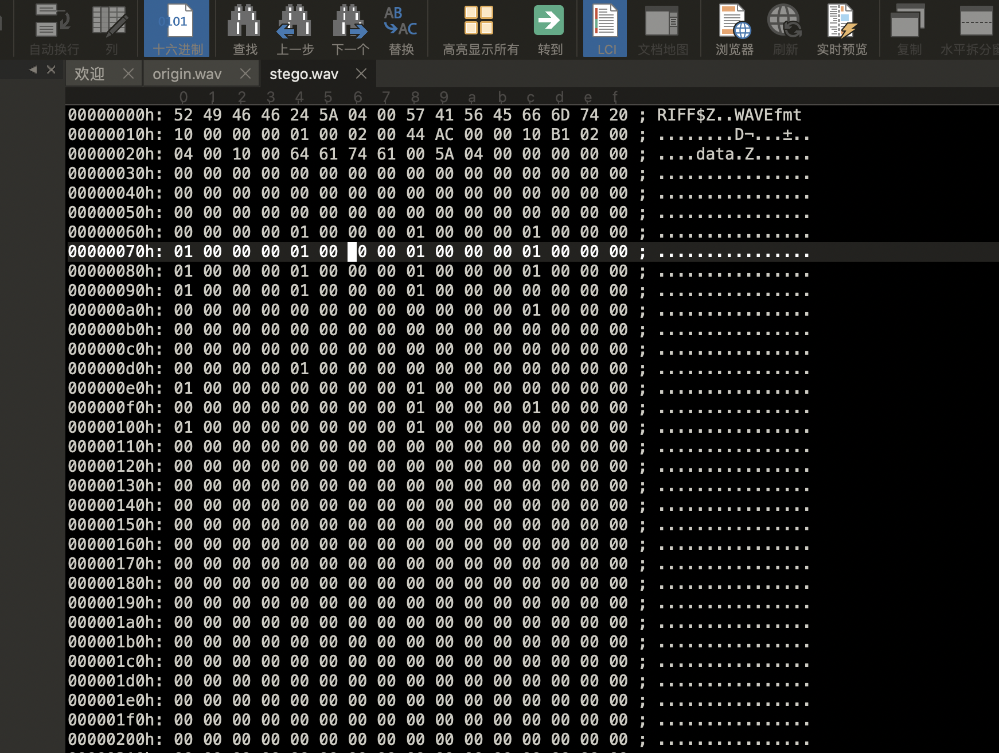 自动换行 列 0101 十六进制 查找 上一步 下一个 AB AC 替换 高亮显示所有 转到 LCI 文档地图 浏览器 刷新 实时预览 复制 水平拆分
欢迎 origin.wav stego.wav
0 1 2 3 4 5 6 7 8 9 a b c d e f
00000000h: 52 49 46 46 24 5A 04 00 57 41 56 45 66 6D 74 20 ; RIFF$Z..WAVEfmt
00000010h: 10 00 00 00 01 00 02 00 44 AC 00 00 10 B1 02 00 ; ........D¬...±..
00000020h: 04 00 10 00 64 61 74 61 00 5A 04 00 00 00 00 00 ; ....data.Z......
00000030h: 00 00 00 00 00 00 00 00 00 00 00 00 00 00 00 00 ; ................
00000040h: 00 00 00 00 00 00 00 00 00 00 00 00 00 00 00 00 ; ................
00000050h: 00 00 00 00 00 00 00 00 00 00 00 00 00 00 00 00 ; ................
00000060h: 00 00 00 00 01 00 00 00 01 00 00 00 01 00 00 00 ; ................
00000070h: 01 00 00 00 01 00 0 00 01 00 00 00 01 00 00 00 ; ................
00000080h: 01 00 00 00 01 00 00 00 01 00 00 00 01 00 00 00 ; ................
00000090h: 01 00 00 00 01 00 00 00 01 00 00 00 00 00 00 00 ; ................
000000a0h: 00 00 00 00 00 00 00 00 00 00 00 00 01 00 00 00 ; ................
000000b0h: 00 00 00 00 00 00 00 00 00 00 00 00 00 00 00 00 ; ................
000000c0h: 00 00 00 00 00 00 00 00 00 00 00 00 00 00 00 00 ; ................
000000d0h: 00 00 00 00 01 00 00 00 00 00 00 00 00 00 00 00 ; ................
000000e0h: 01 00 00 00 00 00 00 00 01 00 00 00 00 00 00 00 ; ................
000000f0h: 00 00 00 00 00 00 00 00 01 00 00 00 01 00 00 00 ; ................
00000100h: 01 00 00 00 00 00 00 00 01 00 00 00 00 00 00 00 ; ................
00000110h: 00 00 00 00 00 00 00 00 00 00 00 00 00 00 00 00 ; ................
00000120h: 00 00 00 00 00 00 00 00 00 00 00 00 00 00 00 00 ; ................
00000130h: 00 00 00 00 00 00 00 00 00 00 00 00 00 00 00 00 ; ................
00000140h: 00 00 00 00 00 00 00 00 00 00 00 00 00 00 00 00 ; ................
00000150h: 00 00 00 00 00 00 00 00 00 00 00 00 00 00 00 00 ; ................
00000160h: 00 00 00 00 00 00 00 00 00 00 00 00 00 00 00 00 ; ................
00000170h: 00 00 00 00 00 00 00 00 00 00 00 00 00 00 00 00 ; ................
00000180h: 00 00 00 00 00 00 00 00 00 00 00 00 00 00 00 00 ; ................
00000190h: 00 00 00 00 00 00 00 00 00 00 00 00 00 00 00 00 ; ................
000001a0h: 00 00 00 00 00 00 00 00 00 00 00 00 00 00 00 00 ; ................
000001b0h: 00 00 00 00 00 00 00 00 00 00 00 00 00 00 00 00 ; ................
000001c0h: 00 00 00 00 00 00 00 00 00 00 00 00 00 00 00 00 ; ................
000001d0h: 00 00 00 00 00 00 00 00 00 00 00 00 00 00 00 00 ; ................
000001e0h: 00 00 00 00 00 00 00 00 00 00 00 00 00 00 00 00 ; ................
000001f0h: 00 00 00 00 00 00 00 00 00 00 00 00 00 00 00 00 ; ................
00000200h: 00 00 00 00 00 00 00 00 00 00 00 00 00 00 00 00 ; ................